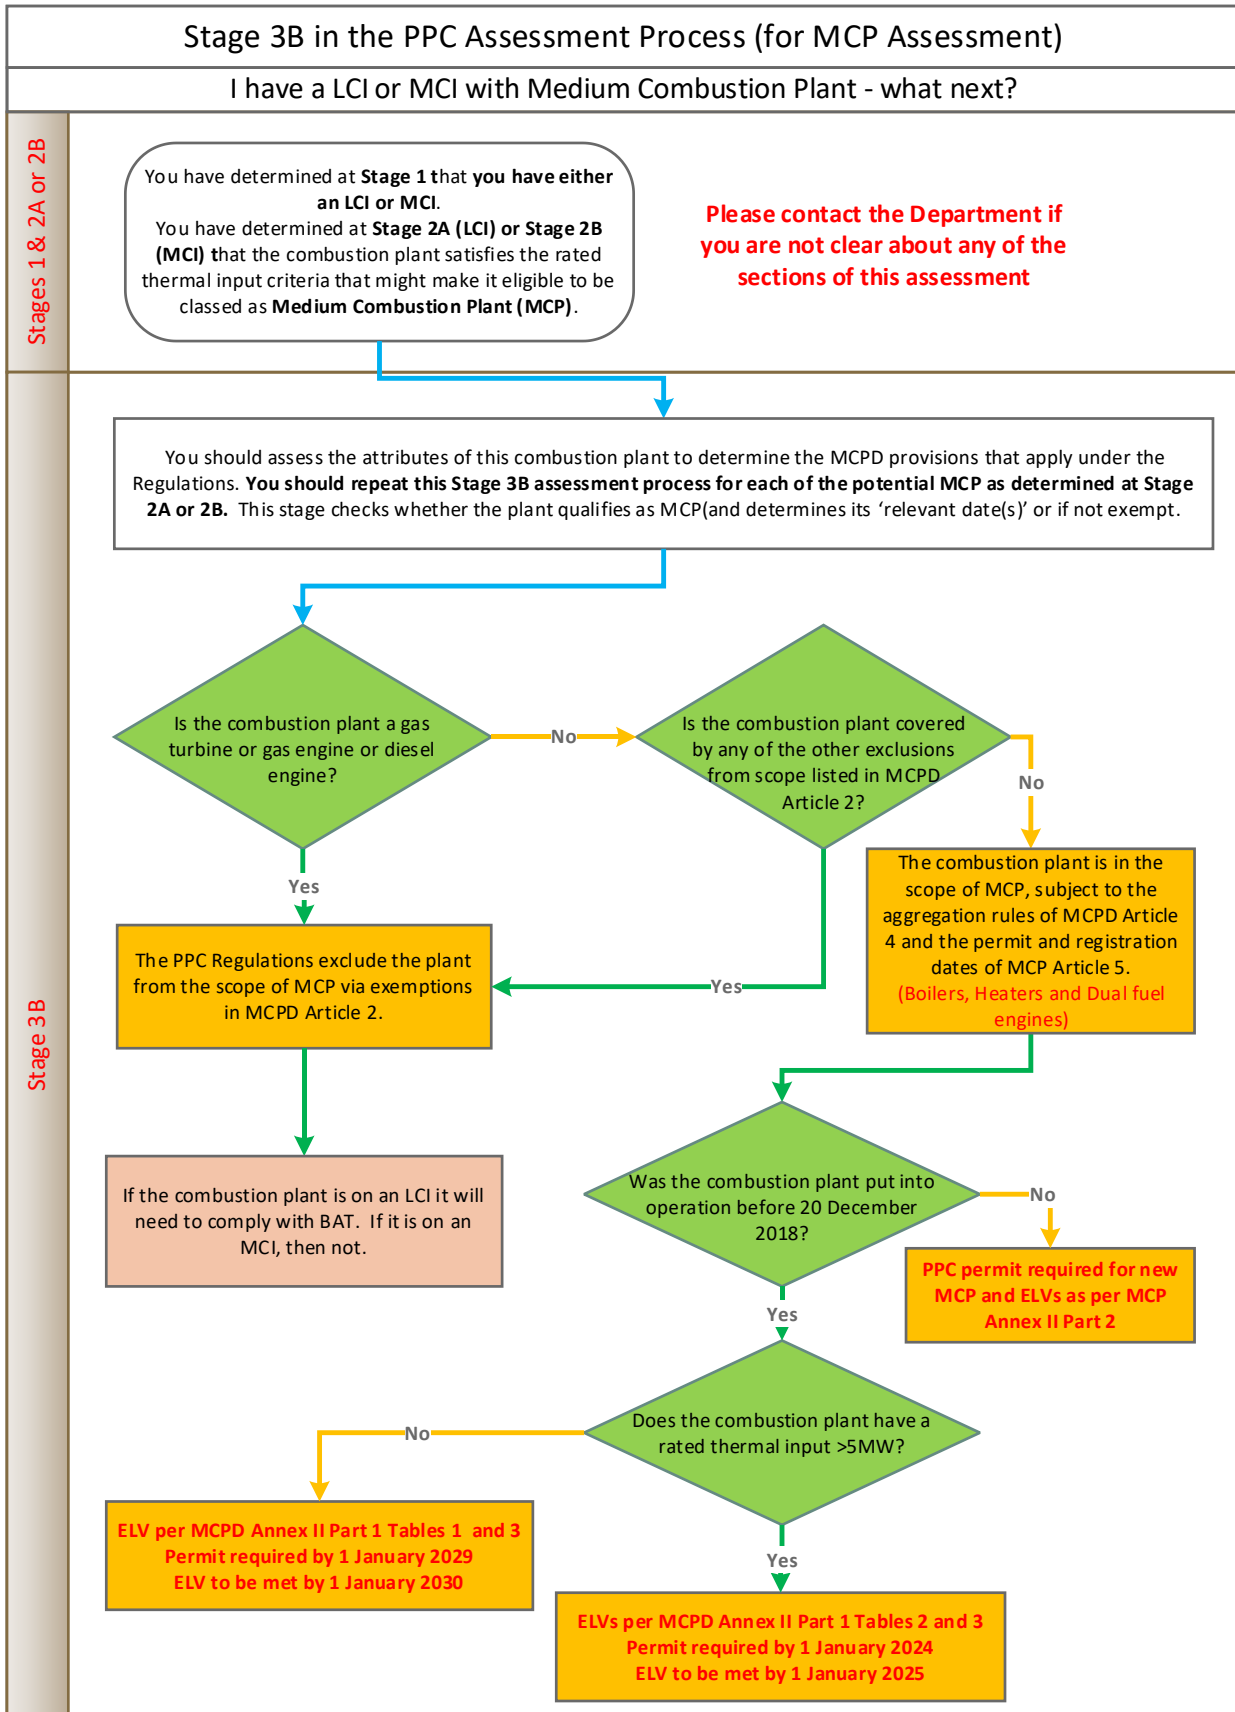 Stage 3B in the PPC Assessment Process (for MCP Assessment)
I have a LCI or MCI with Medium Combustion Plant - what next?
Stages 1 & 2A or 2B
You have determined at Stage 1 that you have either
an LCI or MCI.
You have determined at Stage 2A (LCI) or Stage 2B
(MCI) that the combustion plant satisfies the rated
thermal input criteria that might make it eligible to be
classed as Medium Combustion Plant (MCP).
Please contact the Department if
you are not clear about any of the
sections of this assessment
Stage 3B
You should assess the attributes of this combustion plant to determine the MCPD provisions that apply under the
Regulations. You should repeat this Stage 3B assessment process for each of the potential MCP as determined at Stage
2A or 2B. This stage checks whether the plant qualifies as MCP(and determines its ‘relevant date(s)’ or if not exempt.
Is the combustion plant a gas
turbine or gas engine or diesel
engine?
No
Is the combustion plant covered
by any of the other exclusions
from scope listed in MCPD
Article 2?
No
Yes
The combustion plant is in the
scope of MCP, subject to the
aggregation rules of MCPD Article
4 and the permit and registration
dates of MCP Article 5.
(Boilers, Heaters and Dual fuel
engines)
The PPC Regulations exclude the plant
from the scope of MCP via exemptions
in MCPD Article 2.
Yes
If the combustion plant is on an LCI it will
need to comply with BAT. If it is on an
MCI, then not.
Was the combustion plant put into
operation before 20 December
2018?
No
PPC permit required for new
MCP and ELVs as per MCP
Annex II Part 2
Yes
Does the combustion plant have a
rated thermal input >5MW?
No
ELV per MCPD Annex II Part 1 Tables 1 and 3
Permit required by 1 January 2029
ELV to be met by 1 January 2030
Yes
ELVs per MCPD Annex II Part 1 Tables 2 and 3
Permit required by 1 January 2024
ELV to be met by 1 January 2025